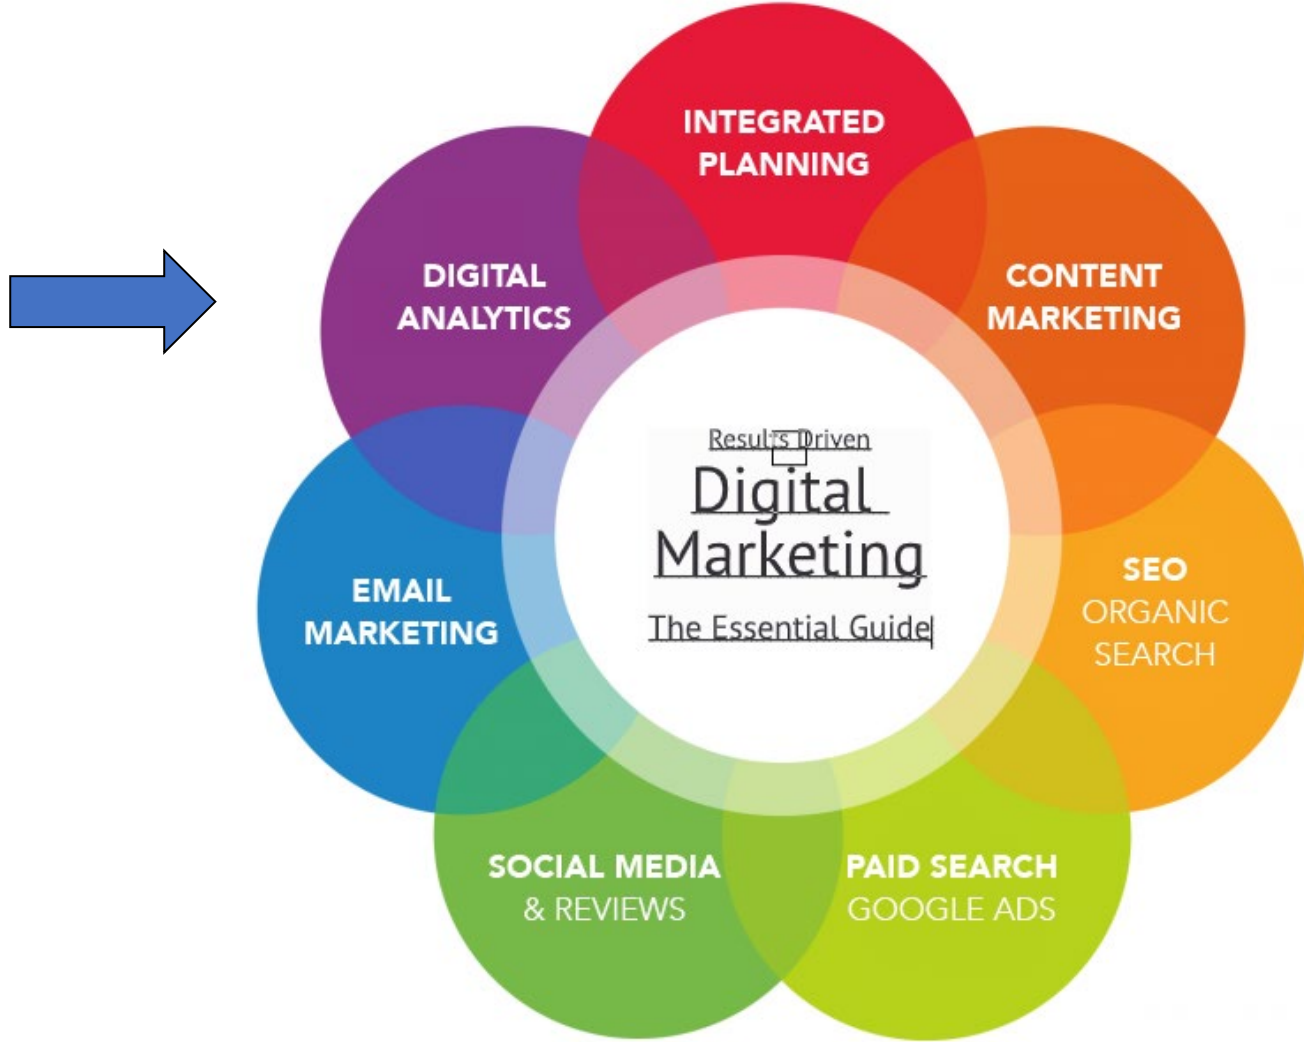 INTEGRATED
PLANNING
DIGITAL
ANALYTICS
CONTENT
MARKETING
Results Driven
Digital
Marketing
The Essential Guide
EMAIL
MARKETING
SEO
ORGANIC
SEARCH
SOCIAL MEDIA
& REVIEWS
PAID SEARCH
GOOGLE ADS